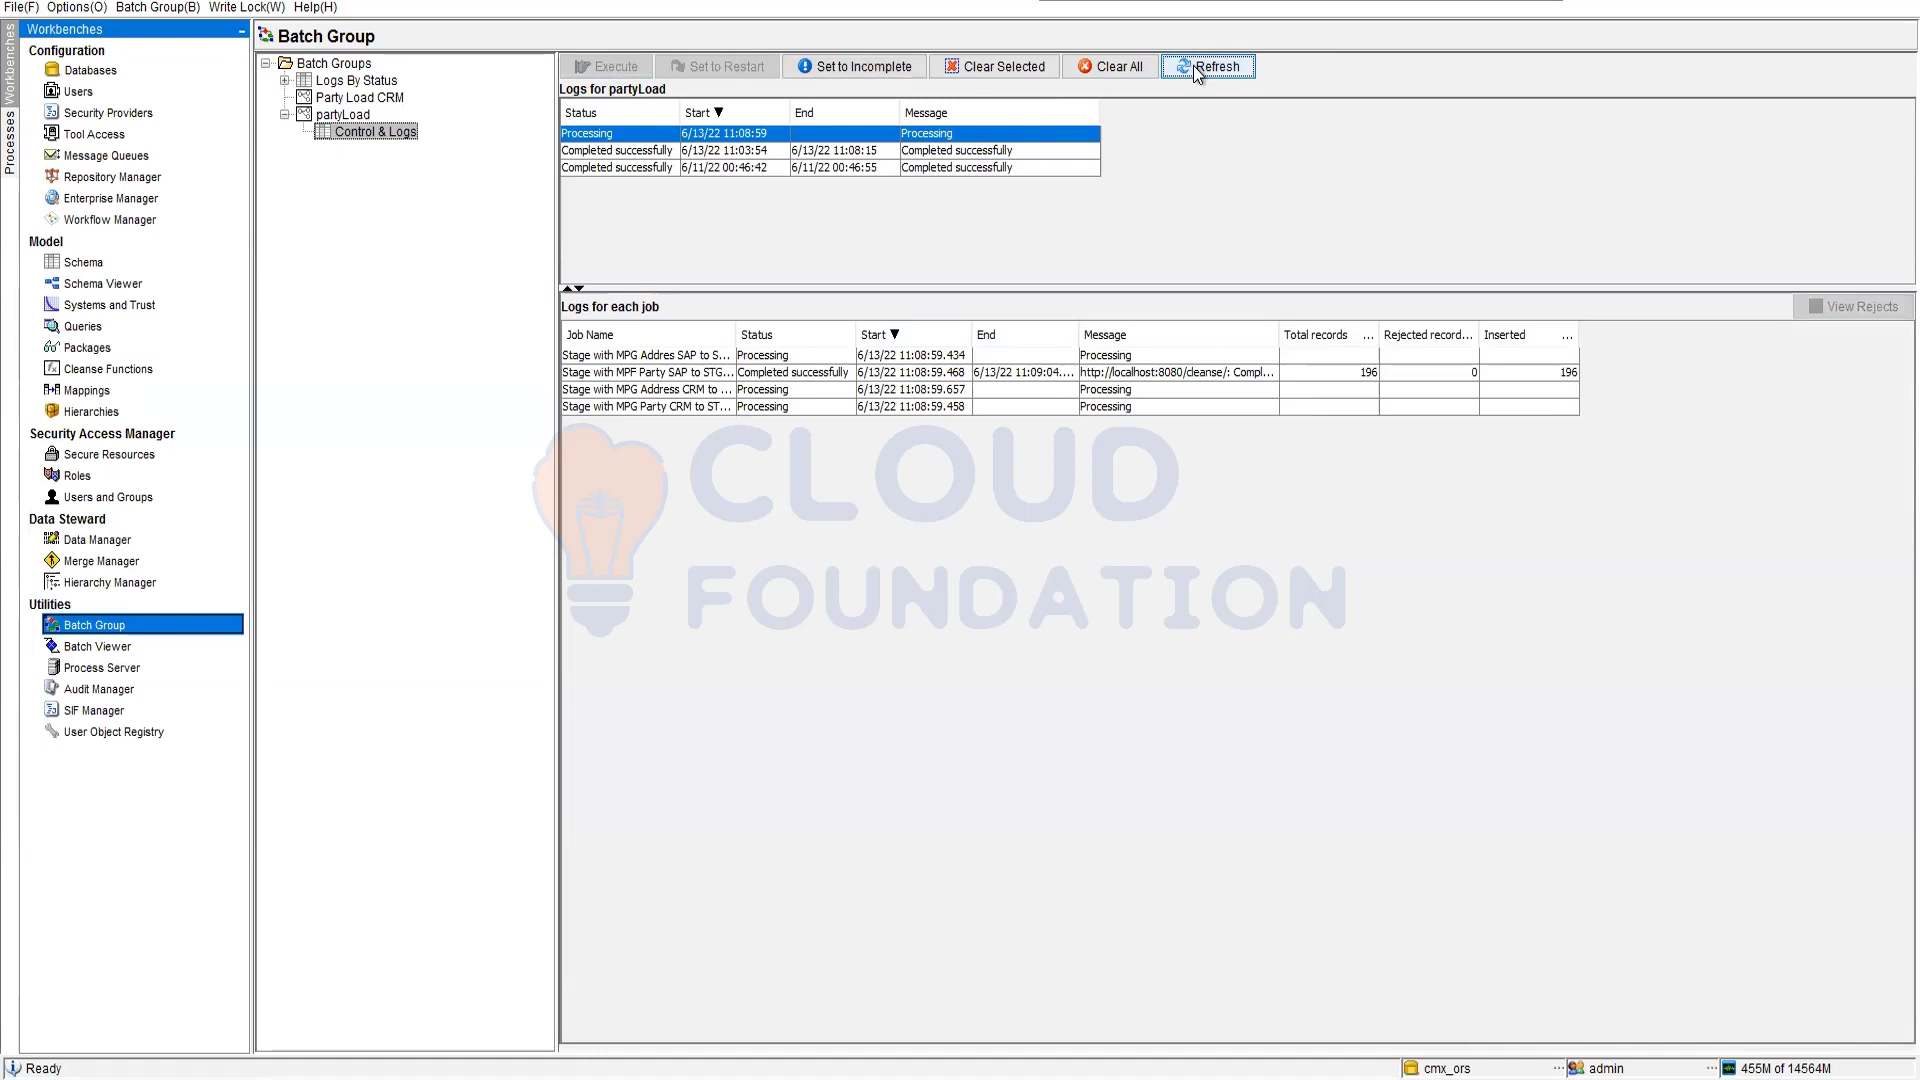 File(F) Options(O) Batch Group(B) Write Lock(W) Help(H)
Workbenches
Processes
Workbenches
Configuration
Databases
Users
Security Providers
Tool Access
Message Queues
Repository Manager
Enterprise Manager
Workflow Manager
Model
Schema
Schema Viewer
Systems and Trust
Queries
Packages
Cleanse Functions
Mappings
Hierarchies
Security Access Manager
Secure Resources
Roles
Users and Groups
Data Steward
Data Manager
Merge Manager
Hierarchy Manager
Utilities
Batch Group
Batch Viewer
Process Server
Audit Manager
SIF Manager
User Object Registry
Batch Group
Batch Groups
Logs By Status
Party Load CRM
partyLoad
Control & Logs
Execute Set to Restart Set to Incomplete Clear Selected Clear All Refresh
Logs for partyLoad
Status Start End Message
Processing 6/13/22 11:08:59 Processing
Completed successfully 6/13/22 11:03:54 6/13/22 11:08:15 Completed successfully
Completed successfully 6/11/22 00:46:42 6/11/22 00:46:55 Completed successfully
Logs for each job View Rejects
Job Name Status Start End Message Total records ... Rejected record... Inserted ...
Stage with MPG Addres SAP to S... Processing 6/13/22 11:08:59.434 Processing
Stage with MPF Party SAP to STG... Completed successfully 6/13/22 11:08:59.468 6/13/22 11:09:04.... http://localhost:8080/cleanse/: Compl... 196 0 196
Stage with MPG Address CRM to ... Processing 6/13/22 11:08:59.657 Processing
Stage with MPG Party CRM to ST... Processing 6/13/22 11:08:59.458 Processing
CLOUD
FOUNDATION
Ready cmx_ors ... admin ... 455M of 14564M